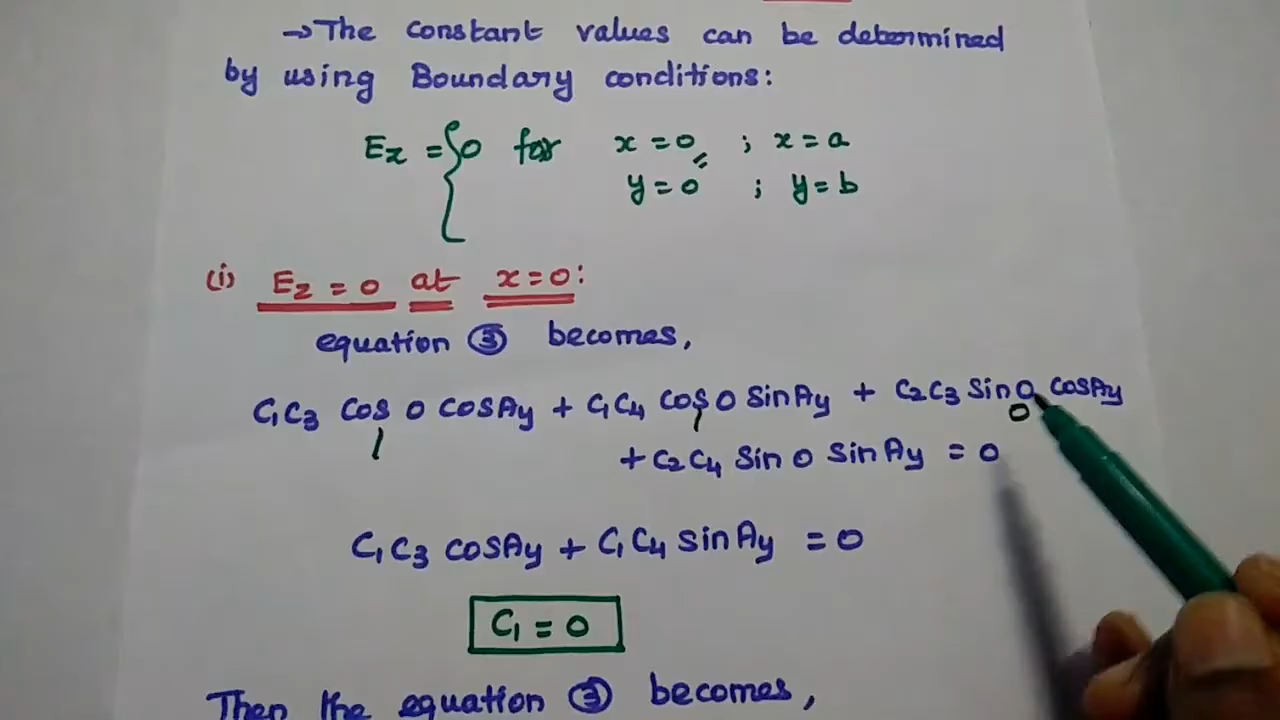 →The constant values can be determined
by using Boundary conditions:
Ez = { 0 for x = 0 ; x = a
y = 0 ; y = b
(i) Ez = 0 at x = 0:
equation ③ becomes,
C1C3 cos 0 cosAy + C1C4 cos 0 sinAy + C2C3 sin 0 cosAy
1 1 0
+ C2C4 sin 0 sinAy = 0
C1C3 cosAy + C1C4 sinAy = 0
C1 = 0
Then the equation ③ becomes,